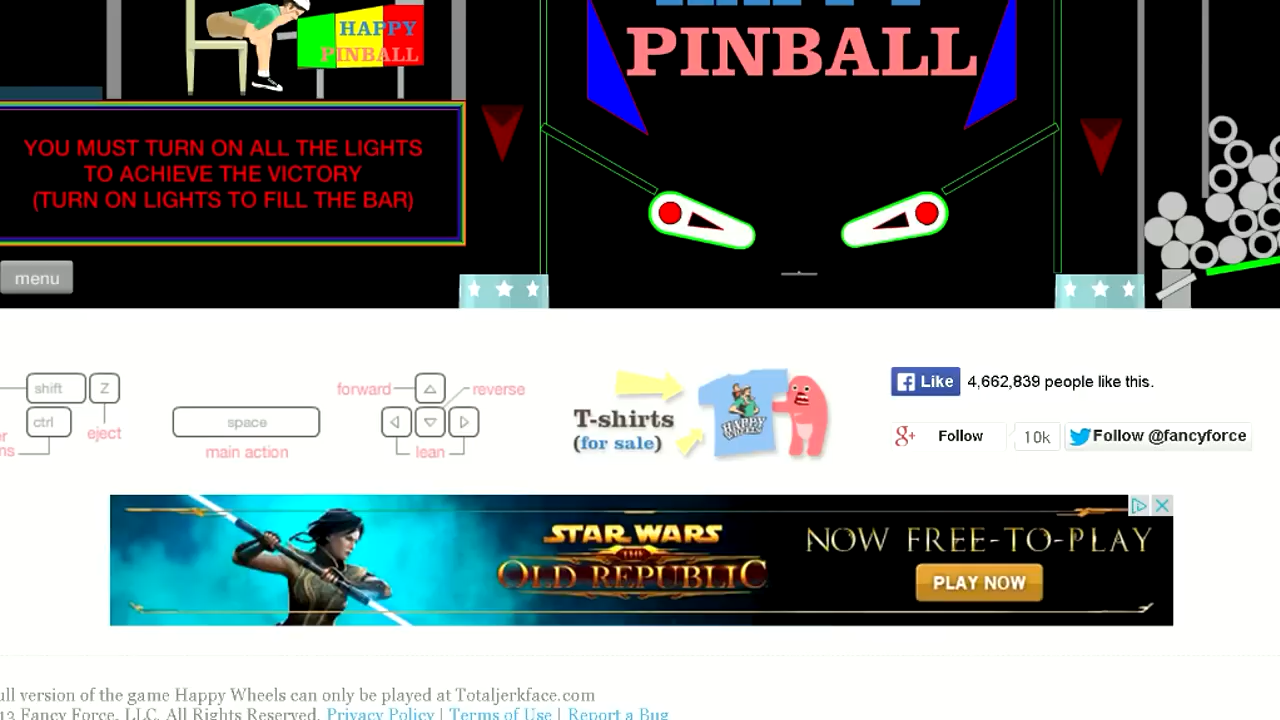 HAPPY
PINBALL
HAPPY
PINBALL
YOU MUST TURN ON ALL THE LIGHTS
TO ACHIEVE THE VICTORY
(TURN ON LIGHTS TO FILL THE BAR)
menu
shift
Z
ctrl
eject
space
main action
forward
reverse
lean
T-shirts
(for sale)
HAPPY
WHEELS
Like
4,662,839 people like this.
g+
Follow
10k
Follow @fancyforce
STAR WARS
THE
OLD REPUBLIC
NOW FREE-TO-PLAY
PLAY NOW
version of the game Happy Wheels can only be played at Totaljerkface.com
Fancy Force, LLC. All Rights Reserved. Privacy Policy | Terms of Use | Report a Bug